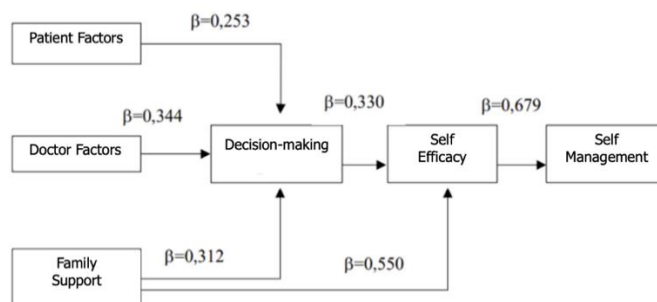 β=0,253
Patient Factors
β=0,344
β=0,330
β=0,679
Doctor Factors
Decision-making
Self
Efficacy
Self
Management
β=0,312
β=0,550
Family
Support